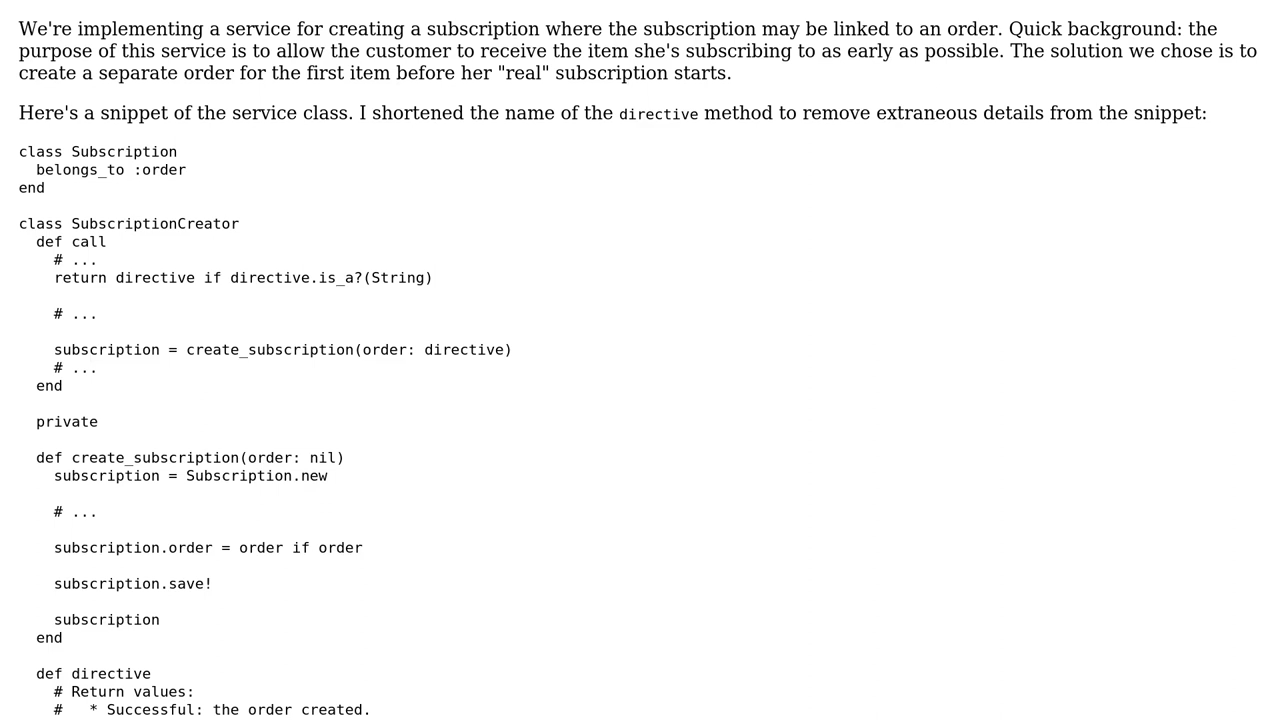 We're implementing a service for creating a subscription where the subscription may be linked to an order. Quick background: the
purpose of this service is to allow the customer to receive the item she's subscribing to as early as possible. The solution we chose is to
create a separate order for the first item before her "real" subscription starts.
Here's a snippet of the service class. I shortened the name of the directive method to remove extraneous details from the snippet:
class Subscription
  belongs_to :order
end
class SubscriptionCreator
  def call
    # ...
    return directive if directive.is_a?(String)
    # ...
    subscription = create_subscription(order: directive)
    # ...
  end
  private
  def create_subscription(order: nil)
    subscription = Subscription.new
    # ...
    subscription.order = order if order
    subscription.save!
    subscription
  end
  def directive
    # Return values:
    #   * Successful: the order created.